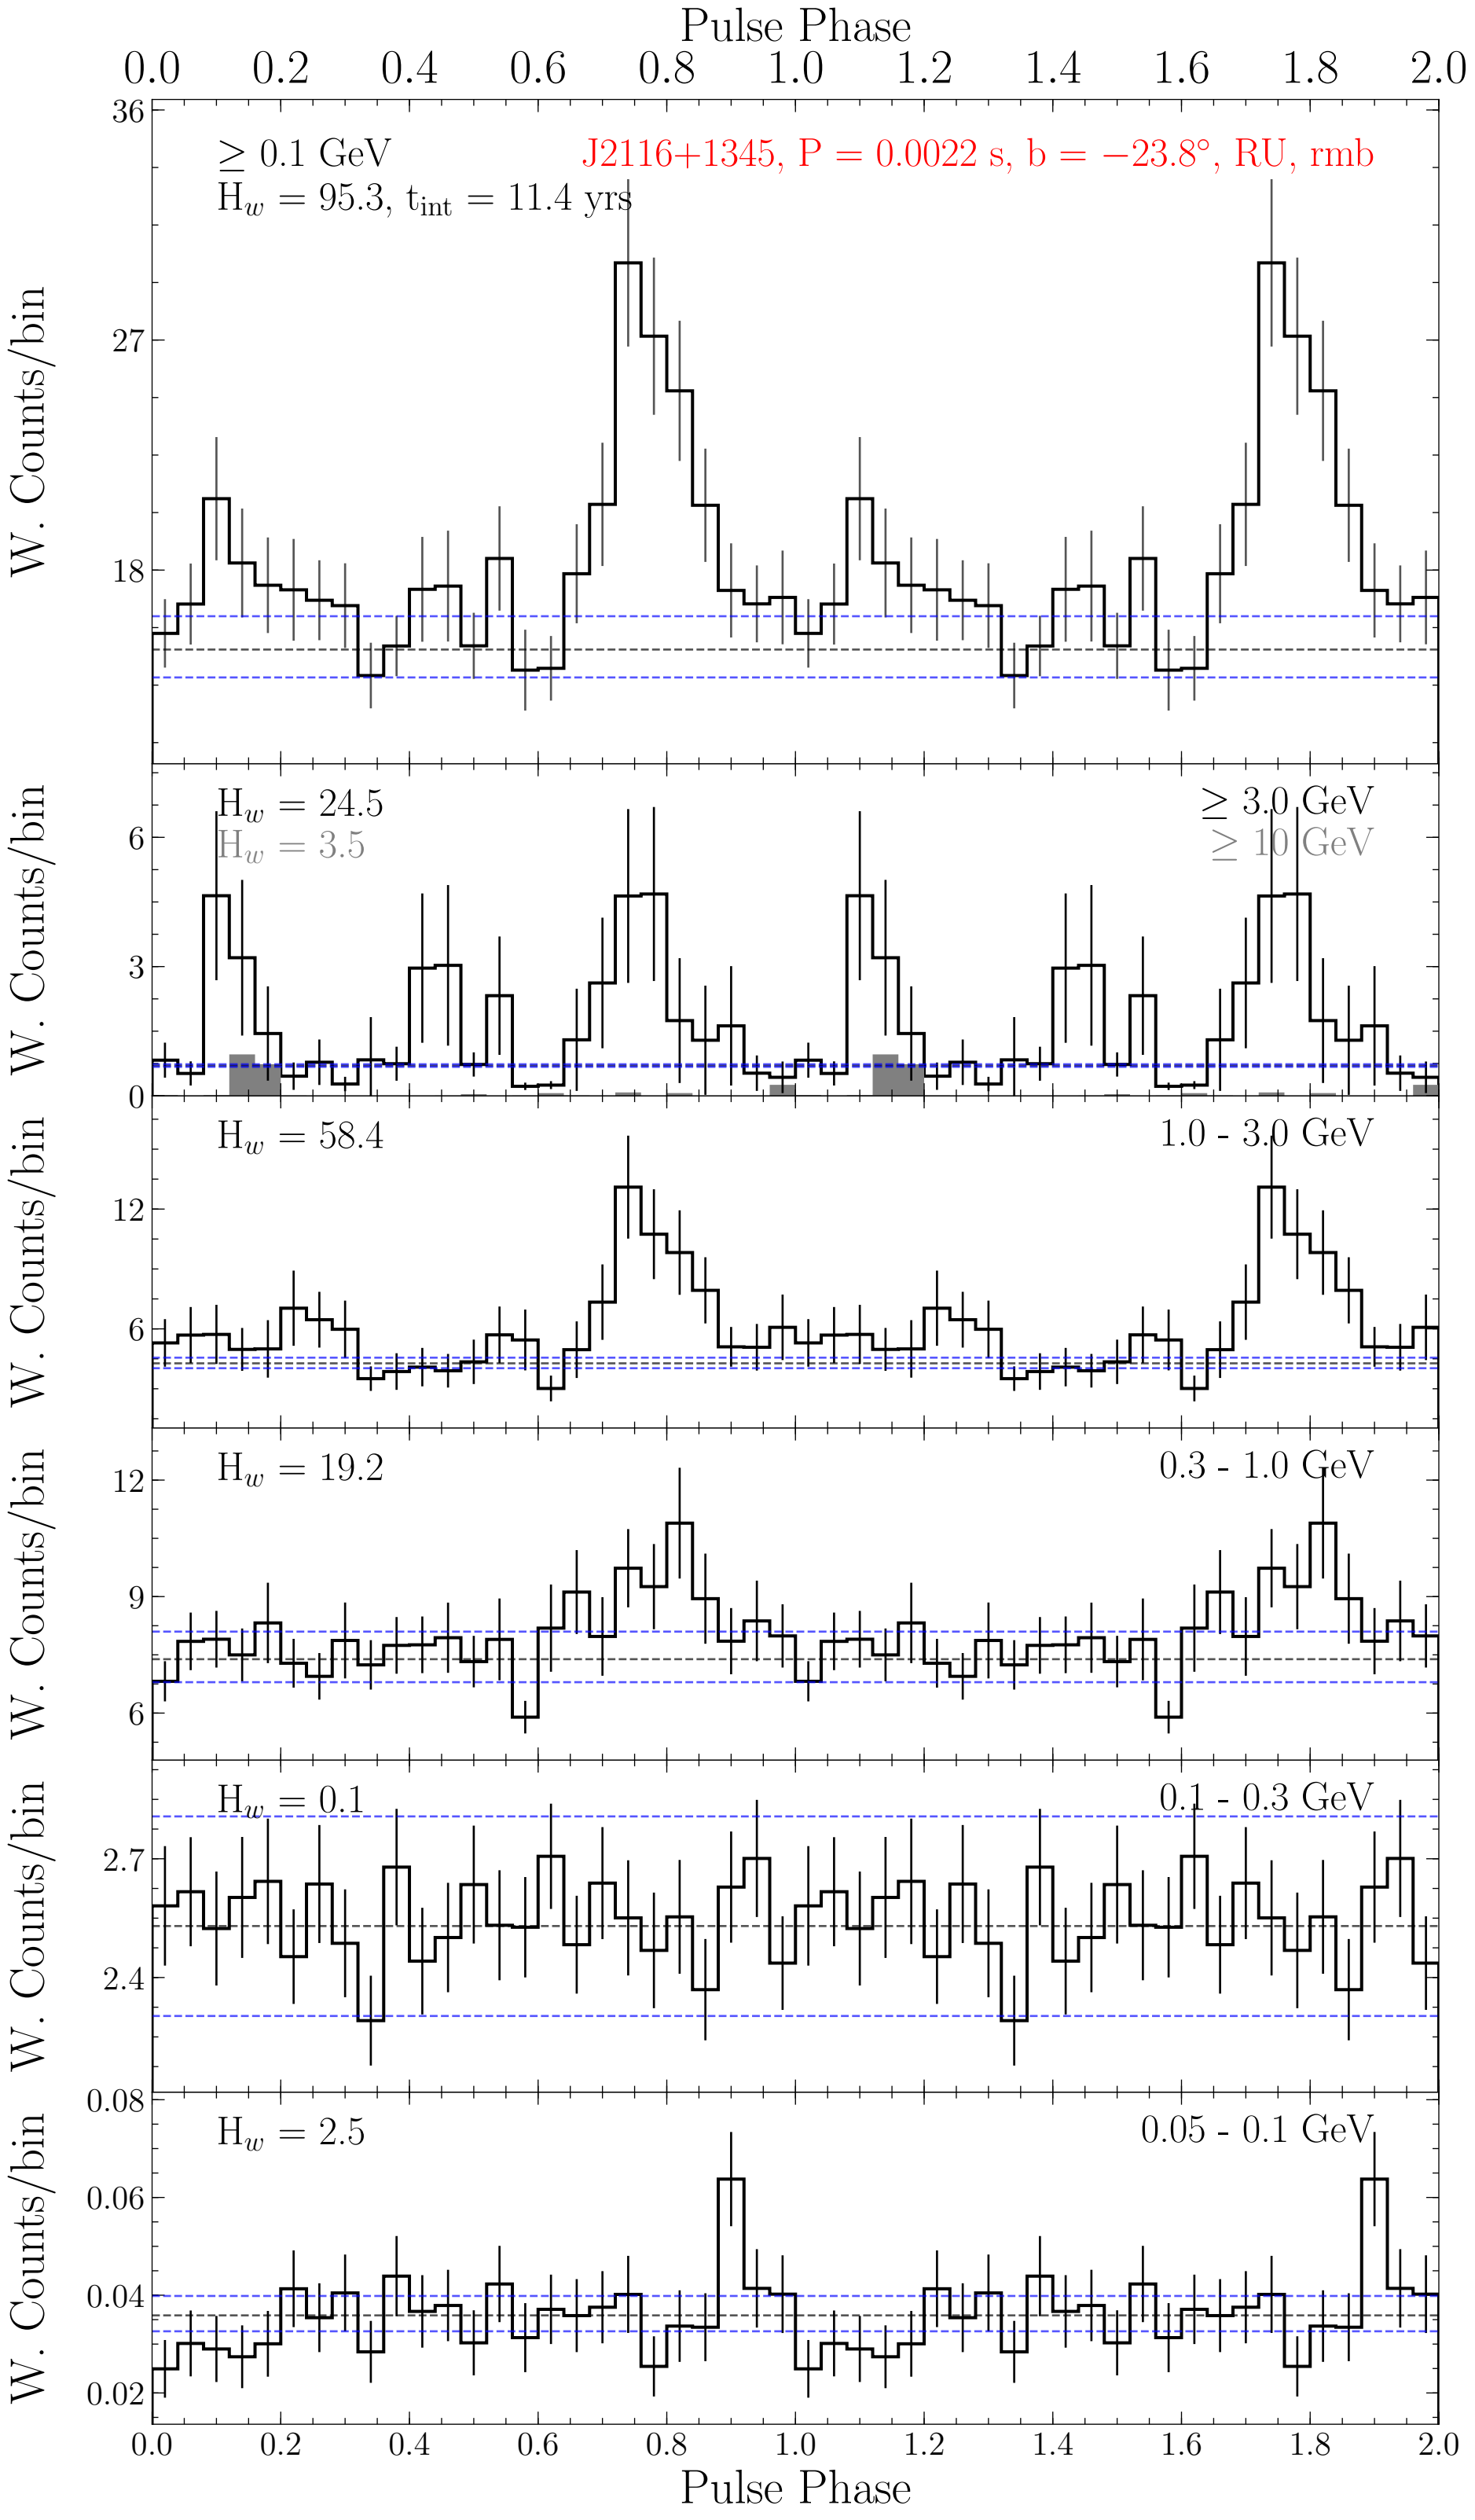 Pulse Phase
0.0 0.2 0.4 0.6 0.8 1.0 1.2 1.4 1.6 1.8 2.0
≥ 0.1 GeV
J2116+1345, P = 0.0022 s, b = −23.8°, RU, rmb
H_w = 95.3, t_int = 11.4 yrs
W. Counts/bin
36
27
18
H_w = 24.5
≥ 3.0 GeV
H_w = 3.5
≥ 10 GeV
W. Counts/bin
6
3
0
H_w = 58.4
1.0 - 3.0 GeV
W. Counts/bin
12
6
H_w = 19.2
0.3 - 1.0 GeV
W. Counts/bin
12
9
6
H_w = 0.1
0.1 - 0.3 GeV
W. Counts/bin
2.7
2.4
H_w = 2.5
0.05 - 0.1 GeV
W. Counts/bin
0.08
0.06
0.04
0.02
0.0 0.2 0.4 0.6 0.8 1.0 1.2 1.4 1.6 1.8 2.0
Pulse Phase